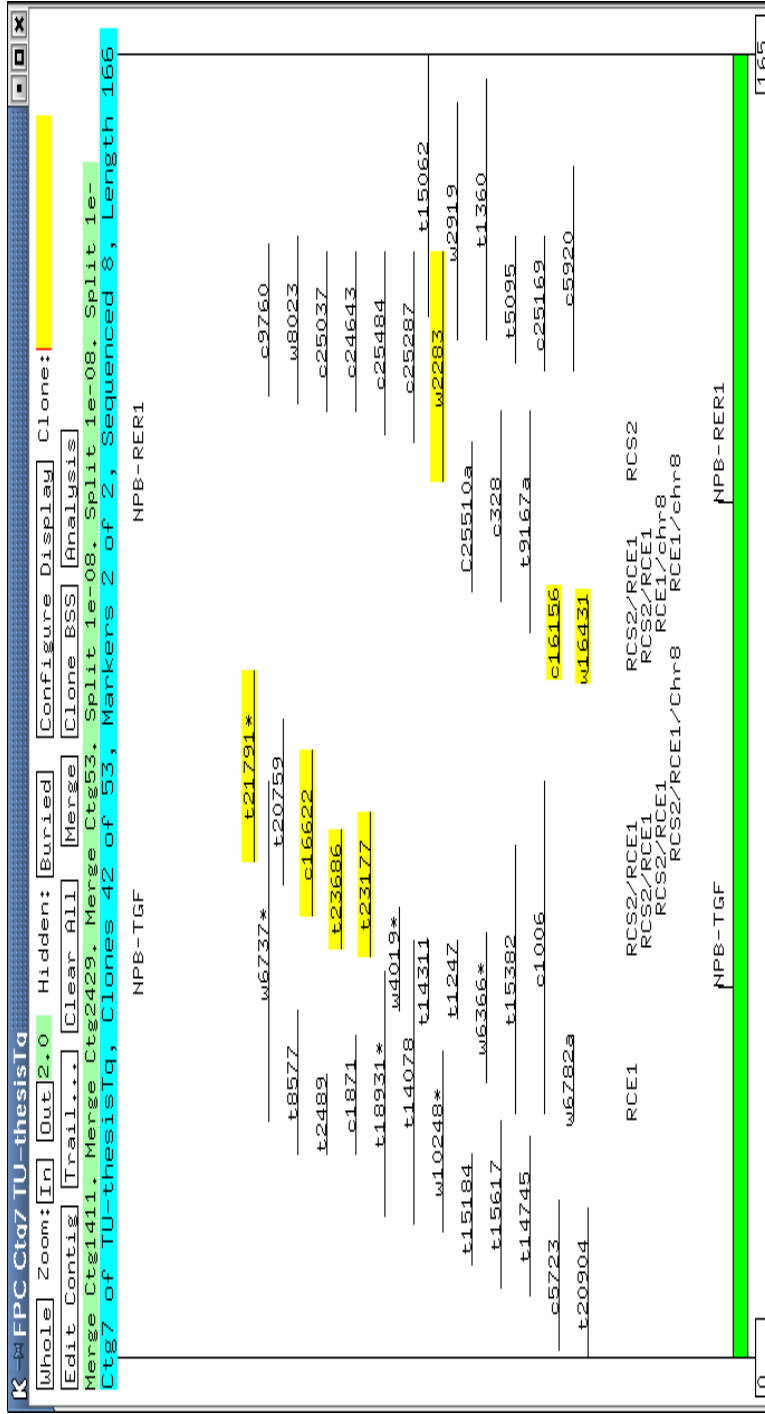 FPC Ctg7 TU-thesisTq
Whole Zoom: In Out 2.0 Hidden: Buried Configure Display Clone:
Edit Contig Trail... Clear All Merge Clone BSS Analysis
Merge Ctg1411. Merge Ctg2429. Merge Ctg53. Split 1e-08. Split 1e-08. Split 1e-
Ctg7 of TU-thesisTq, Clones 42 of 53, Markers 2 of 2, Sequenced 8, Length 166
NPB-TGF NPB-RER1
t21791*
w6737* c9760
t20759
t8577 w8023
c16622
t2489 c25037
t23686
c1871 c24643
t23177
t18931* c25484
w4019*
t14078 c25287
t14311 t15062
w10248* w2283
t1247 w2919
t15184 C25510a
w6366* t1360
t15617 c328
t15382 t5095
t14745 t9167a
c1006 c25169
c5723 c16156
w6782a c5920
t20904 w16431
RCE1 RCS2/RCE1 RCS2/RCE1 RCS2
RCS2/RCE1 RCS2/RCE1
RCS2/RCE1 RCE1/chr8
RCS2/RCE1/Chr8 RCE1/chr8
NPB-TGF NPB-RER1
0 165